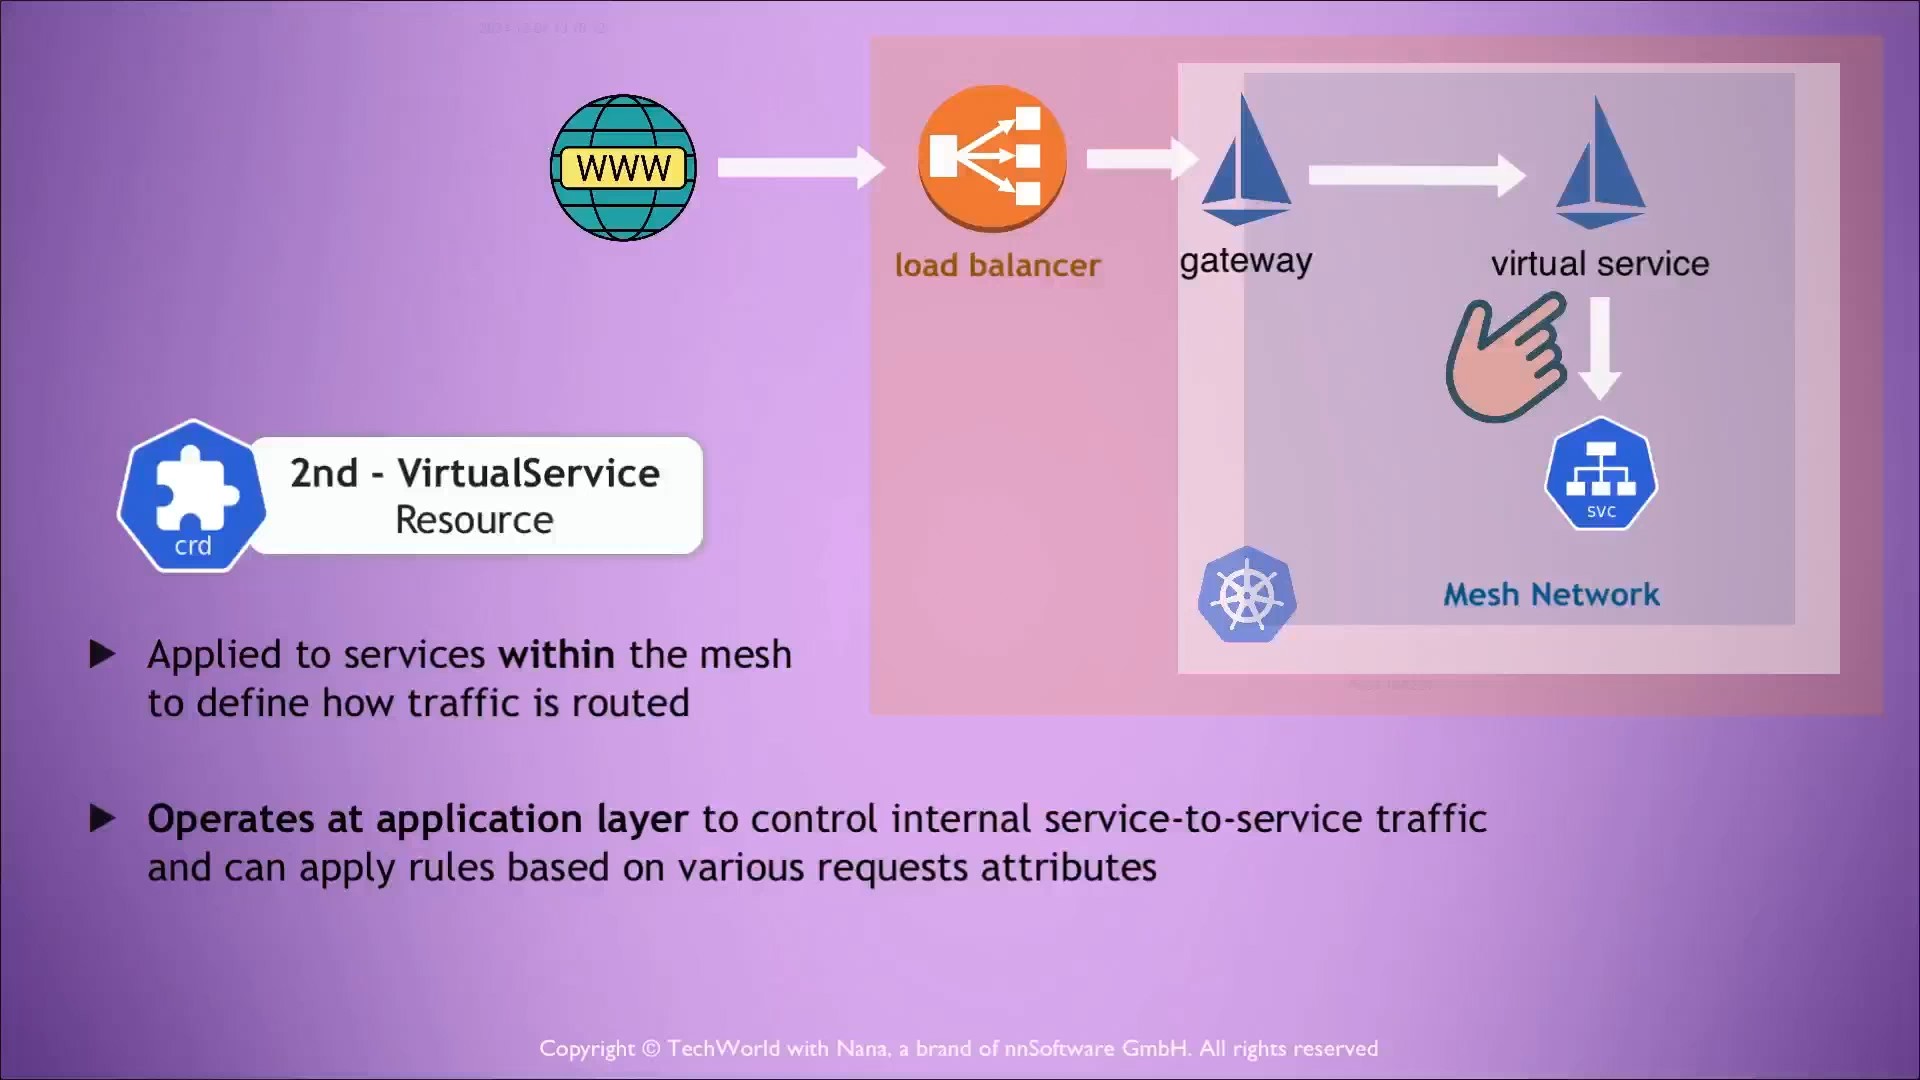 WWW
load balancer
gateway
virtual service
svc
Mesh Network
crd
2nd - VirtualService
Resource
Applied to services within the mesh
to define how traffic is routed
Operates at application layer to control internal service-to-service traffic
and can apply rules based on various requests attributes
Copyright © TechWorld with Nana, a brand of nnSoftware GmbH. All rights reserved